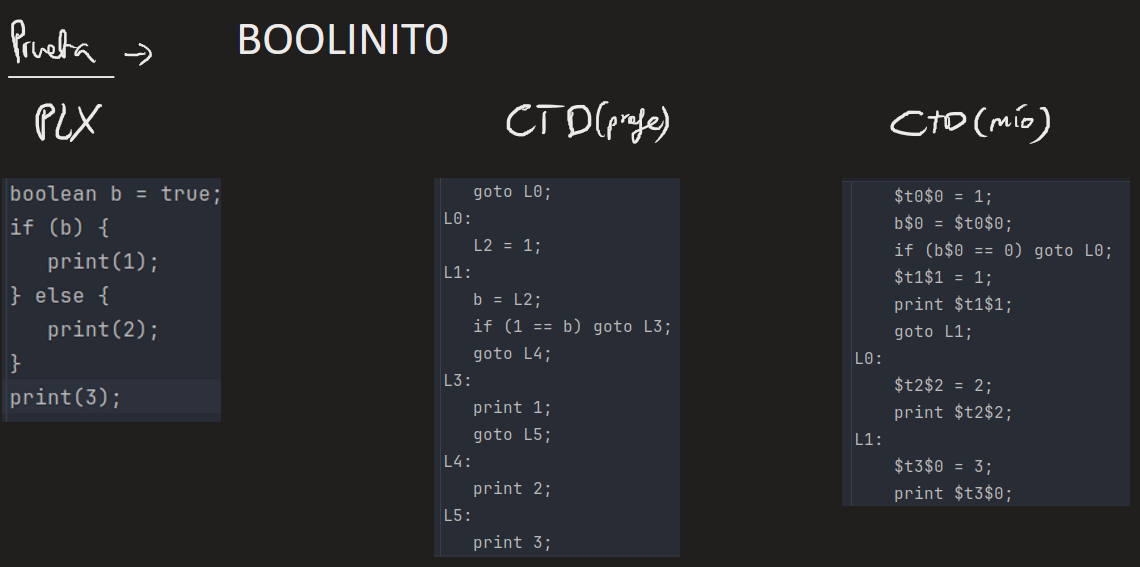 Prueba → BOOLINIT0
PLX
CTD(profe)
CTD(mío)
boolean b = true;
if (b) {
   print(1);
} else {
   print(2);
}
print(3);
    goto L0;
L0:
    L2 = 1;
L1:
    b = L2;
    if (1 == b) goto L3;
    goto L4;
L3:
    print 1;
    goto L5;
L4:
    print 2;
L5:
    print 3;
    $t0$0 = 1;
    b$0 = $t0$0;
    if (b$0 == 0) goto L0;
    $t1$1 = 1;
    print $t1$1;
    goto L1;
L0:
    $t2$2 = 2;
    print $t2$2;
L1:
    $t3$0 = 3;
    print $t3$0;